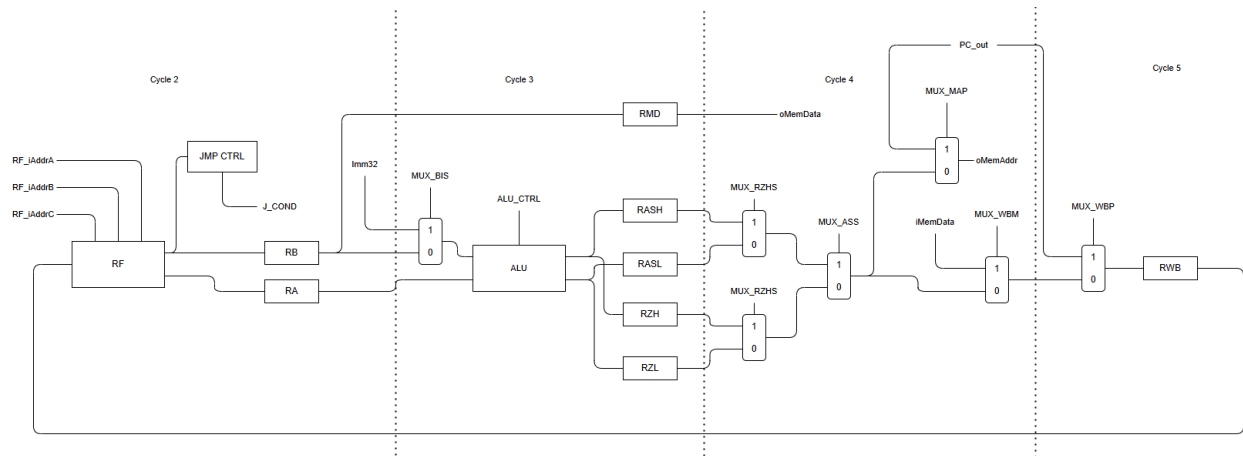 Cycle 2
Cycle 3
Cycle 4
Cycle 5
PC_out
MUX_MAP
RMD
oMemData
JMP CTRL
RF_iAddrA
RF_iAddrB
RF_iAddrC
J_COND
Imm32
MUX_BIS
1
0
ALU_CTRL
RF
RB
RA
ALU
RASH
RASL
RZH
RZL
MUX_RZHS
1
0
MUX_RZHS
1
0
MUX_ASS
1
0
1
0
oMemAddr
iMemData
MUX_WBM
1
0
MUX_WBP
1
0
RWB